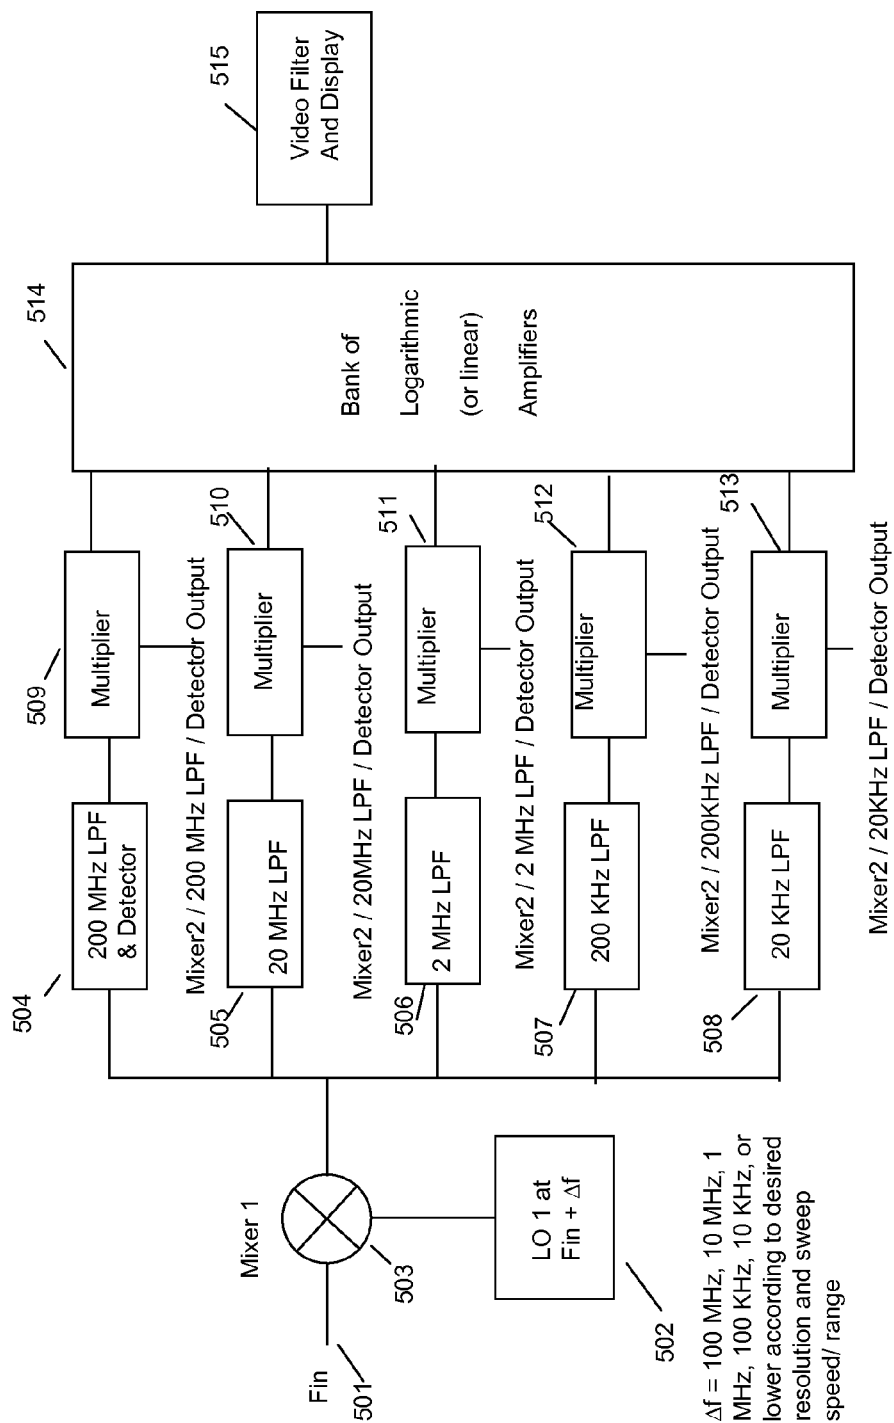 Fin
501
Mixer 1
503
LO 1 at
Fin + Δf
502
Δf = 100 MHz, 10 MHz, 1
MHz, 100 KHz, 10 KHz, or
lower according to desired
resolution and sweep
speed/ range
504
200 MHz LPF
& Detector
509
Multiplier
Mixer2 / 200 MHz LPF / Detector Output
505
20 MHz LPF
510
Multiplier
Mixer2 / 20MHz LPF / Detector Output
506
2 MHz LPF
511
Multiplier
Mixer2 / 2 MHz LPF / Detector Output
507
200 KHz LPF
512
Multiplier
Mixer2 / 200KHz LPF / Detector Output
508
20 KHz LPF
513
Multiplier
Mixer2 / 20KHz LPF / Detector Output
514
Bank of
Logarithmic
(or linear)
Amplifiers
515
Video Filter
And Display